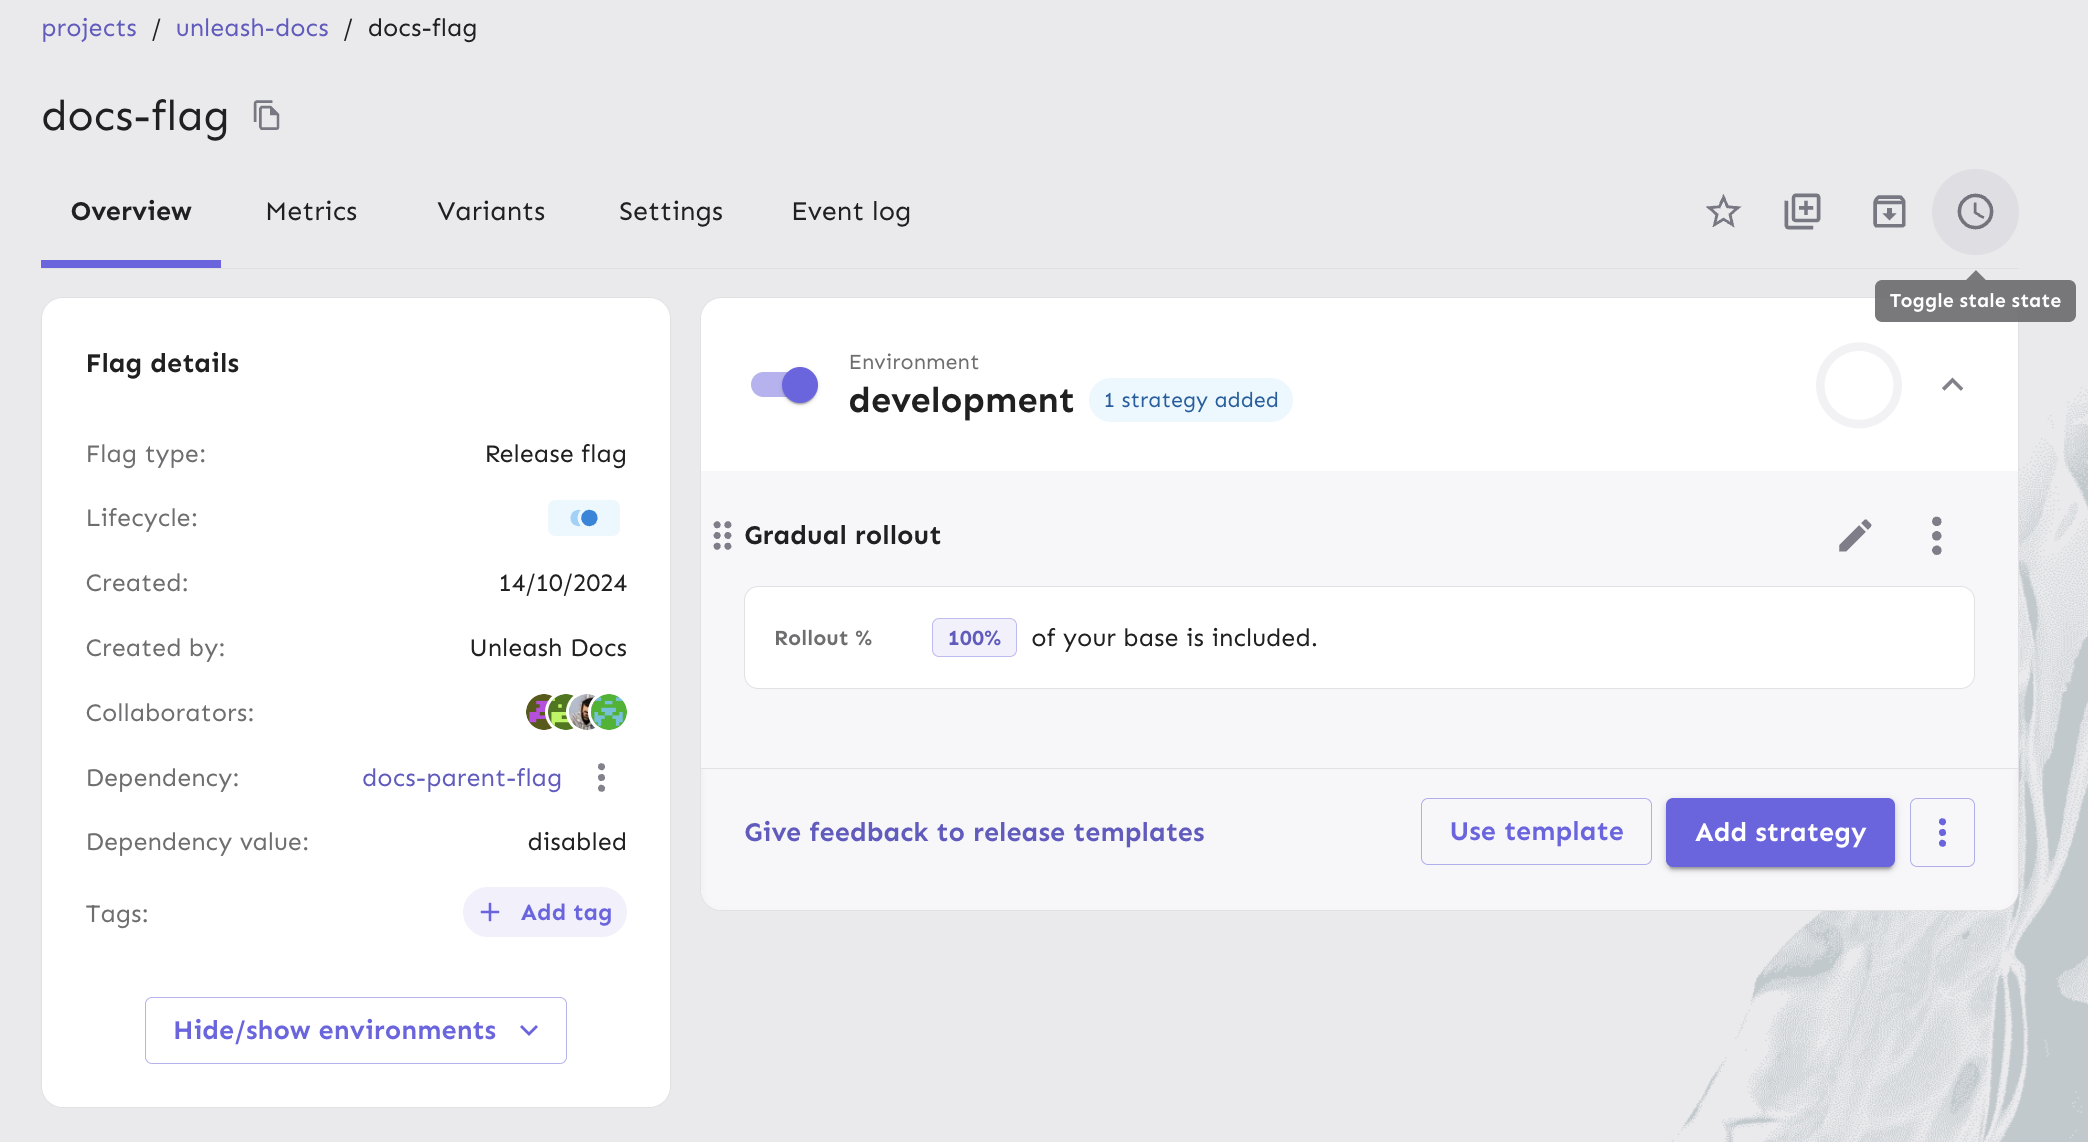 projects / unleash-docs / docs-flag
docs-flag
Overview Metrics Variants Settings Event log
Toggle stale state
Flag details
Flag type: Release flag
Lifecycle:
Created: 14/10/2024
Created by: Unleash Docs
Collaborators:
Dependency: docs-parent-flag
Dependency value: disabled
Tags: + Add tag
Hide/show environments
Environment
development 1 strategy added
Gradual rollout
Rollout % 100% of your base is included.
Give feedback to release templates Use template Add strategy